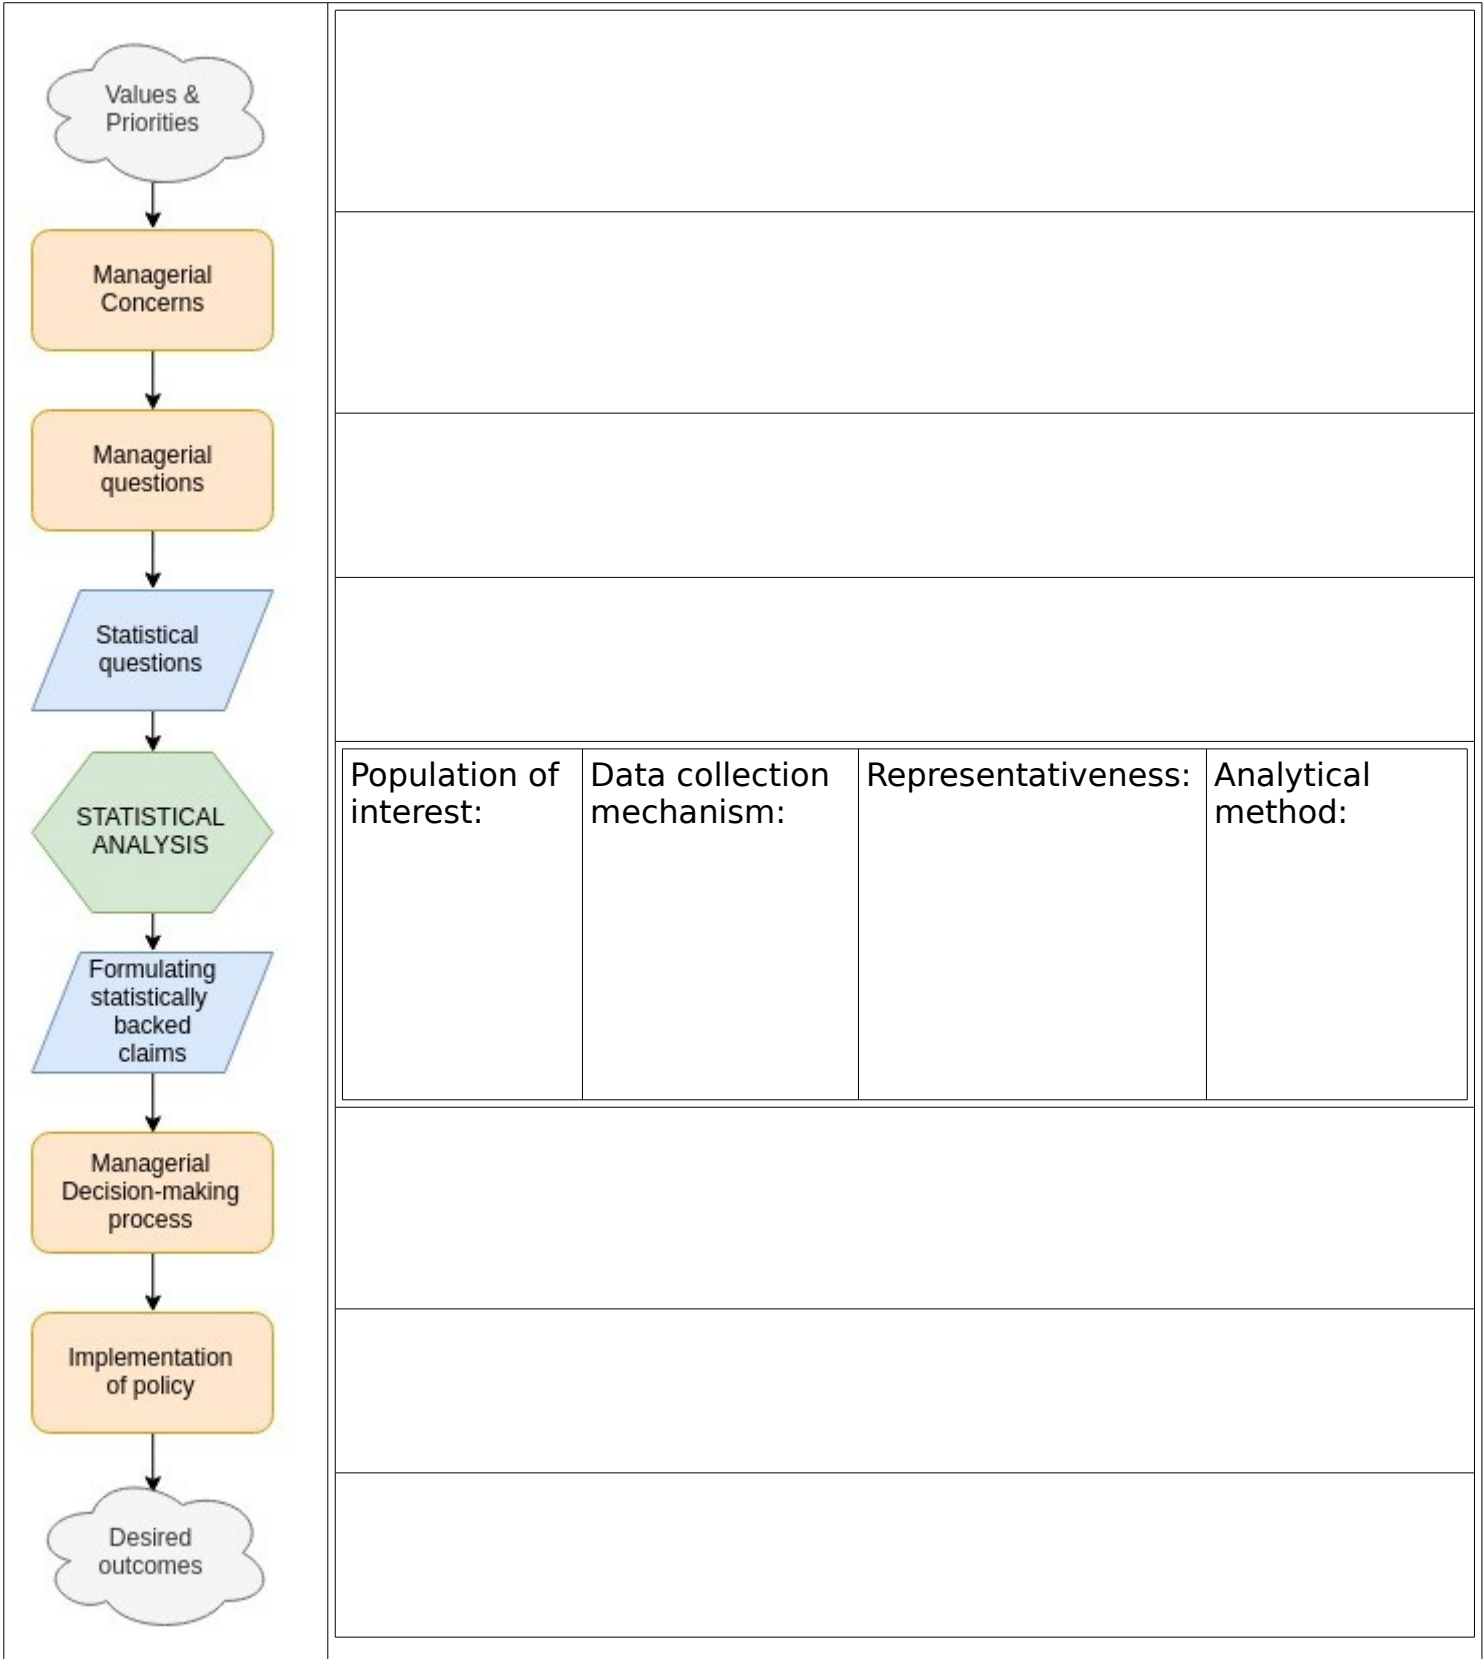 Values &
Priorities
Managerial
Concerns
Managerial
questions
Statistical
questions
STATISTICAL
ANALYSIS
Population of
interest:
Data collection
mechanism:
Representativeness:
Analytical
method:
Formulating
statistically
backed
claims
Managerial
Decision-making
process
Implementation
of policy
Desired
outcomes